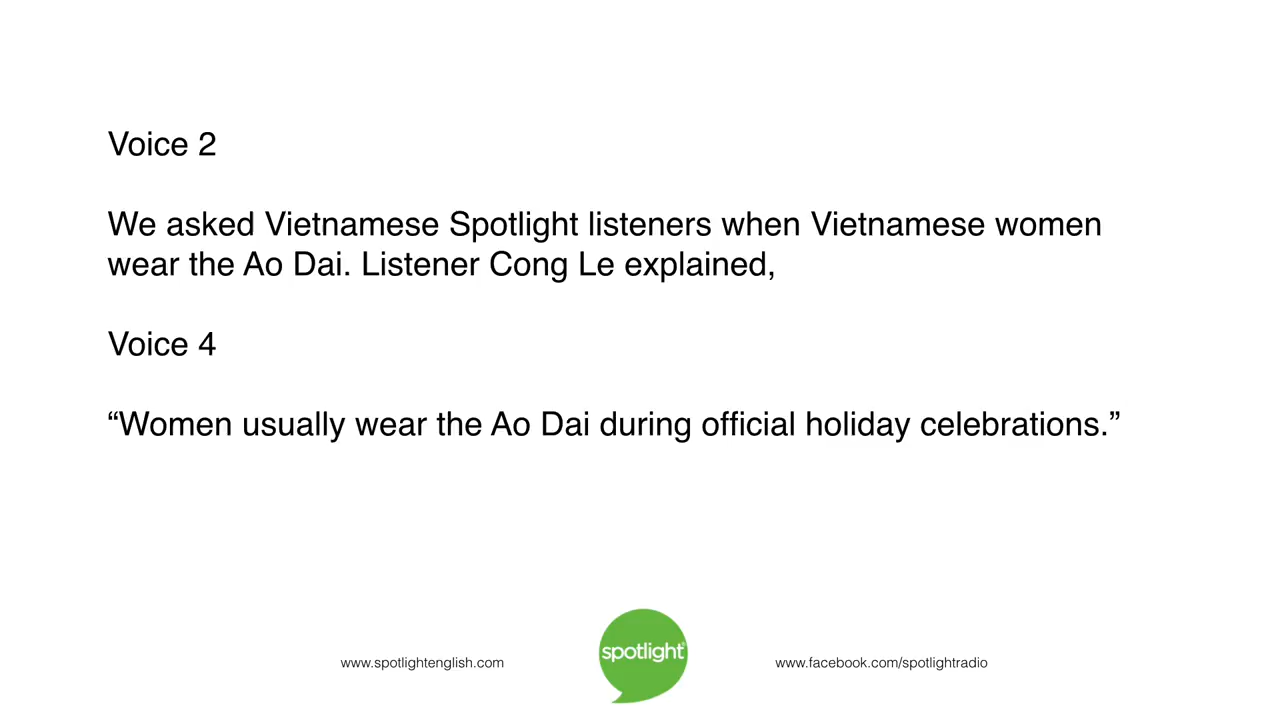 Voice 2
We asked Vietnamese Spotlight listeners when Vietnamese women
wear the Ao Dai. Listener Cong Le explained,
Voice 4
“Women usually wear the Ao Dai during official holiday celebrations.”
www.spotlightenglish.com
spotlight®
www.facebook.com/spotlightradio